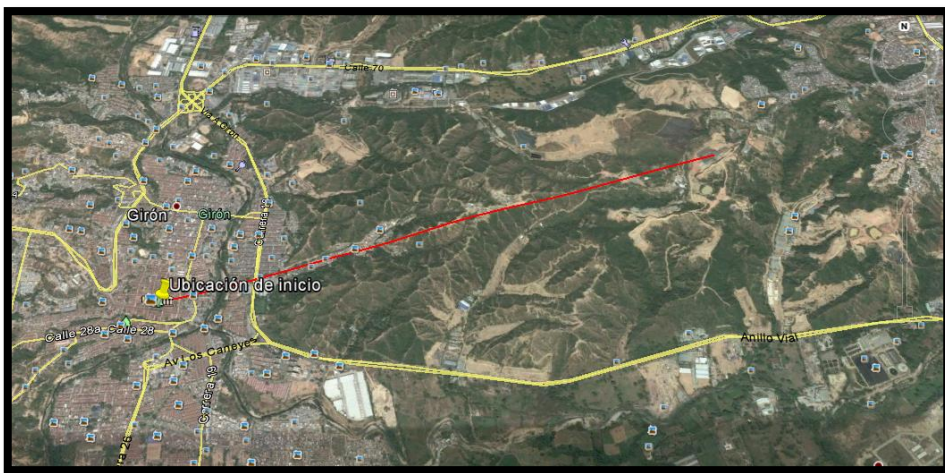 N
Calle 70
Girón
Girón
Ubicación de inicio
Calle 28a Calle 28
Av Los Caneyes
Anillo Vial